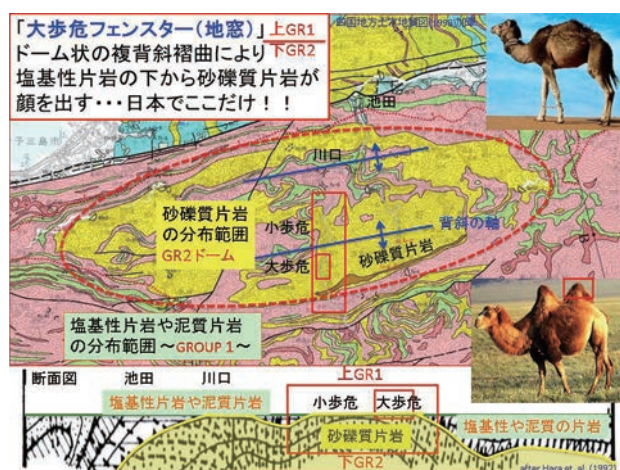 「大歩危フェンスター(地窓)」上GR1
下GR2
ドーム状の複背斜褶曲により
塩基性片岩の下から砂礫質片岩が
顔を出す・・・日本でここだけ!!
池田
川口
砂礫質片岩
の分布範囲
GR2ドーム
小歩危
大歩危
背斜の軸
砂礫質片岩
塩基性片岩や泥質片岩
の分布範囲 ～GROUP 1～
上GR1
断面図
池田
川口
小歩危
大歩危
塩基性片岩や泥質片岩
塩基性や泥質の片岩
砂礫質片岩
下GR2
after Hara et al. (1992)